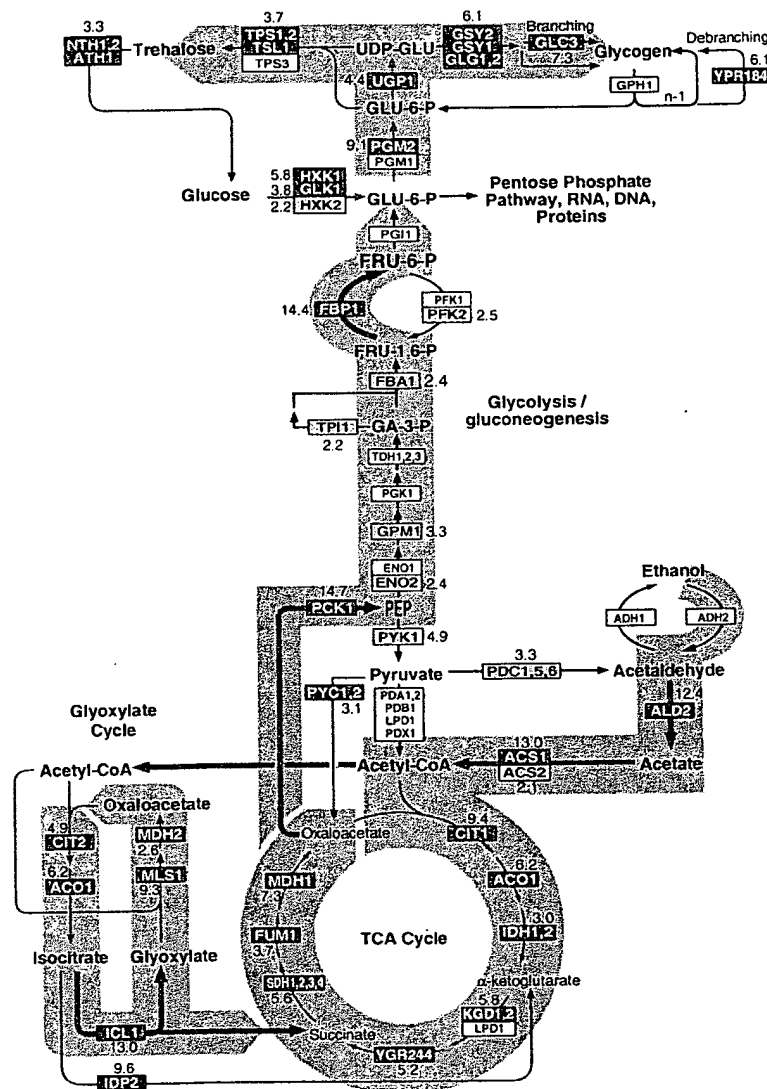 3.7
6.1
Branching
3.3
TPS1,2
GSY2
Debranching
NTH1,2
Trehalose
TSL1
UDP-GLU
GSY1
GLC3
Glycogen
ATH1
TPS3
GLG1,2
7.3
6.1
4.4
UGP1
GPH1
YPR184
n-1
GLU-6-P
9.1
PGM2
PGM1
5.8
HXK1
3.8
GLK1
Glucose
2.2
HXK2
GLU-6-P
Pentose Phosphate
Pathway, RNA, DNA,
Proteins
PGI1
FRU-6-P
14.4
FBP1
PFK1
PFK2
2.5
FRU-1,6-P
FBA1
2.4
Glycolysis /
gluconeogenesis
TPI1
GA-3-P
2.2
TDH1,2,3
PGK1
GPM1
3.3
ENO1
ENO2
2.4
Ethanol
14.7
PCK1
PEP
ADH1
ADH2
PYK1
4.9
3.3
Pyruvate
PDC1,5,6
Acetaldehyde
PYC1,2
3.1
PDA1,2
PDB1
LPD1
PDX1
12.4
ALD2
Glyoxylate
Cycle
13.0
ACS1
Acetyl-CoA
Acetyl-CoA
ACS2
Acetate
2.1
Oxaloacetate
Oxaloacetate
9.4
CIT1
4.9
CIT2
MDH2
2.6
6.2
ACO1
MLS1
9.3
MDH1
7.3
6.2
ACO1
3.0
IDH1,2
FUM1
3.7
TCA Cycle
Isocitrate
Glyoxylate
SDH1,2,3,4
5.6
α-ketoglutarate
5.8
KGD1,2
LPD1
ICL1
13.0
Succinate
YGR244
5.2
9.6
IDP2